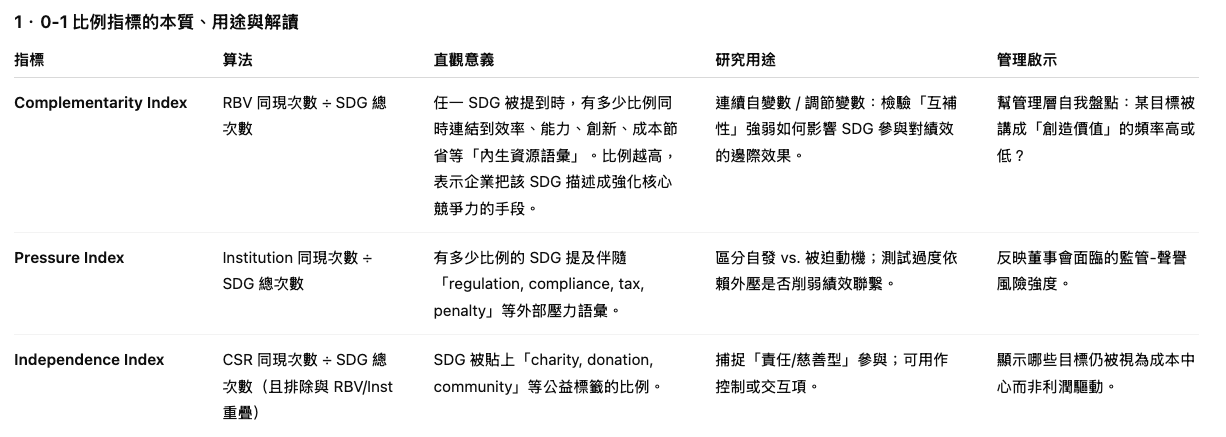 1 · 0-1 比例指標的本質、用途與解讀
指標 算法 直觀意義 研究用途 管理啟示
Complementarity Index
RBV 同現次數 ÷ SDG 總
次數
任一 SDG 被提到時，有多少比例同
時連結到效率、能力、創新、成本節
省等「內生資源語彙」。比例越高，
表示企業把該 SDG 描述成強化核心
競爭力的手段。
連續自變數 / 調節變數：檢驗「互補
性」強弱如何影響 SDG 參與對績效
的邊際效果。
幫管理層自我盤點：某目標被
講成「創造價值」的頻率高或
低？
Pressure Index
Institution 同現次數 ÷
SDG 總次數
有多少比例的 SDG 提及伴隨
「regulation, compliance, tax,
penalty」等外部壓力語彙。
區分自發 vs. 被迫動機；測試過度依
賴外壓是否削弱績效聯繫。
反映董事會面臨的監管-聲譽
風險強度。
Independence Index
CSR 同現次數 ÷ SDG 總
次數（且排除與 RBV/Inst
重疊）
SDG 被貼上「charity, donation,
community」等公益標籤的比例。
捕捉「責任/慈善型」參與；可用作
控制或交互項。
顯示哪些目標仍被視為成本中
心而非利潤驅動。